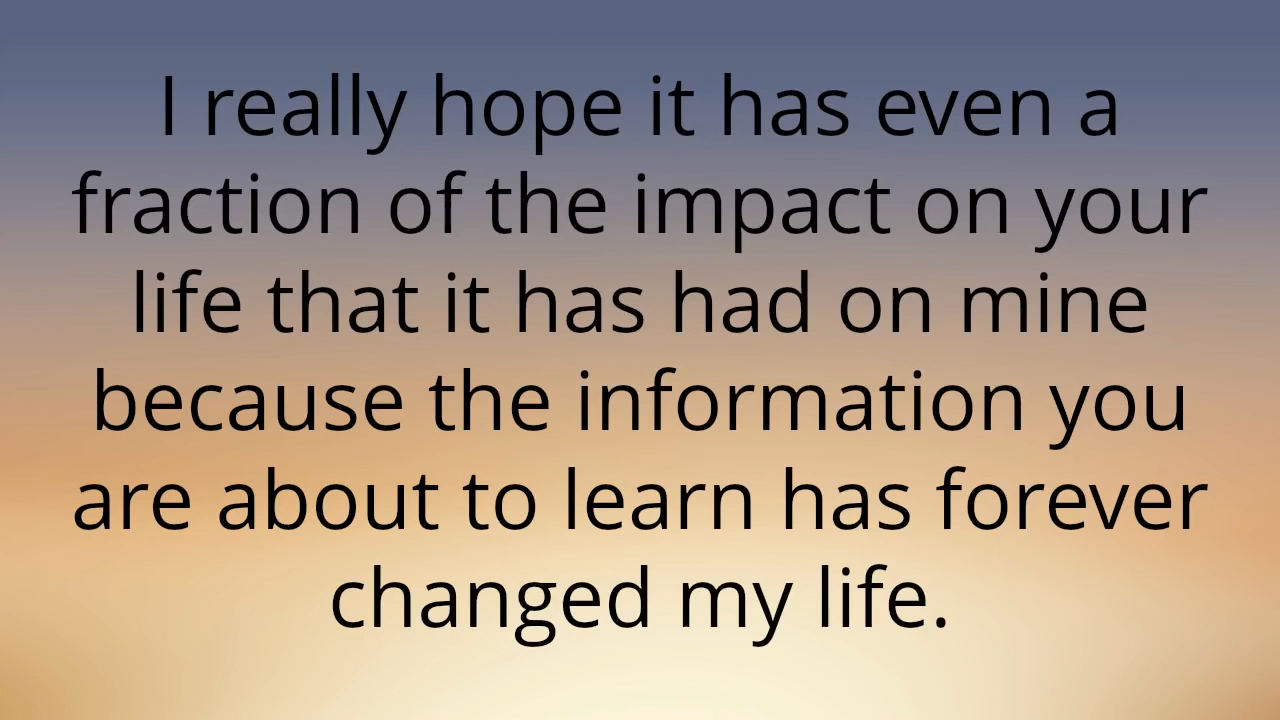 I really hope it has even a
fraction of the impact on your
life that it has had on mine
because the information you
are about to learn has forever
changed my life.